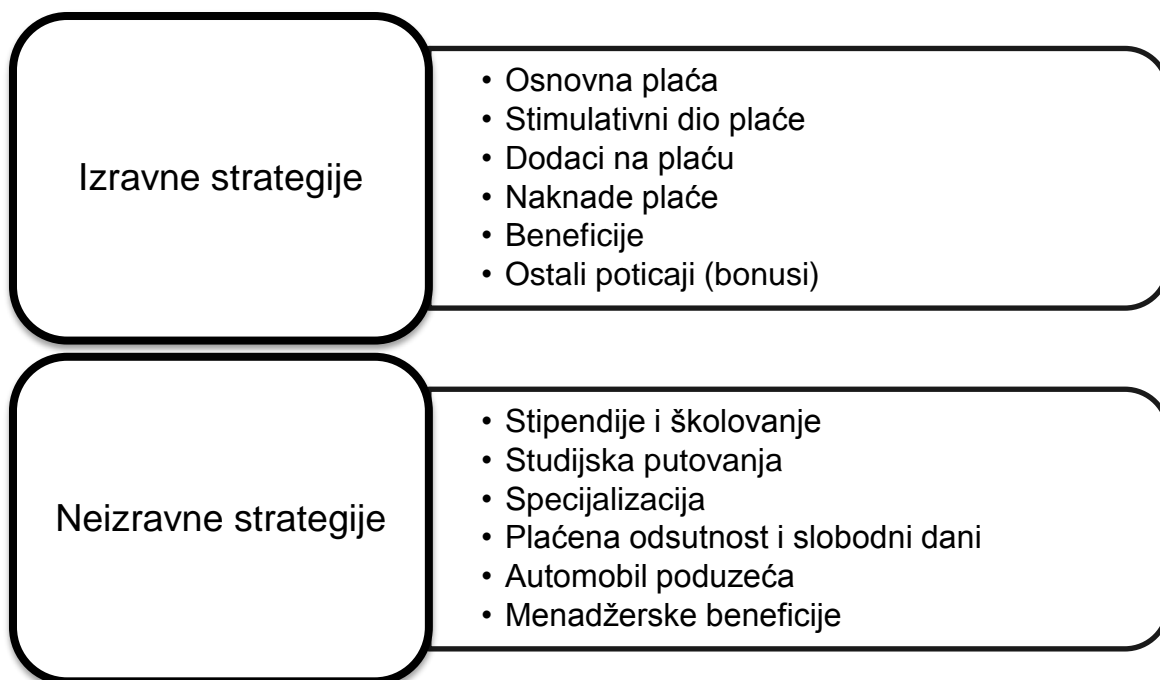 Izravne strategije
• Osnovna plaća
• Stimulativni dio plaće
• Dodaci na plaću
• Naknade plaće
• Beneficije
• Ostali poticaji (bonusi)
Neizravne strategije
• Stipendije i školovanje
• Studijska putovanja
• Specijalizacija
• Plaćena odsutnost i slobodni dani
• Automobil poduzeća
• Menadžerske beneficije